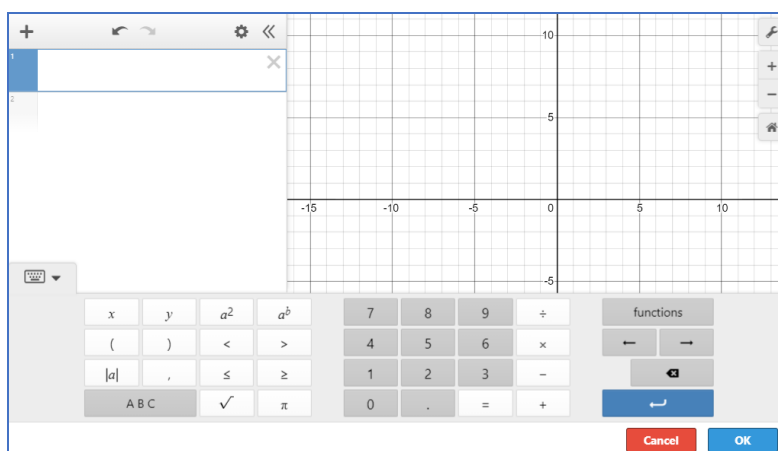 +
«
10
1
×
+
2
−
5
-15 -10 -5 0 5 10
-5
x y a² aᵇ 7 8 9 ÷ functions
( ) < > 4 5 6 × ← →
|a| , ≤ ≥ 1 2 3 −
A B C √ π 0 . = +
Cancel OK